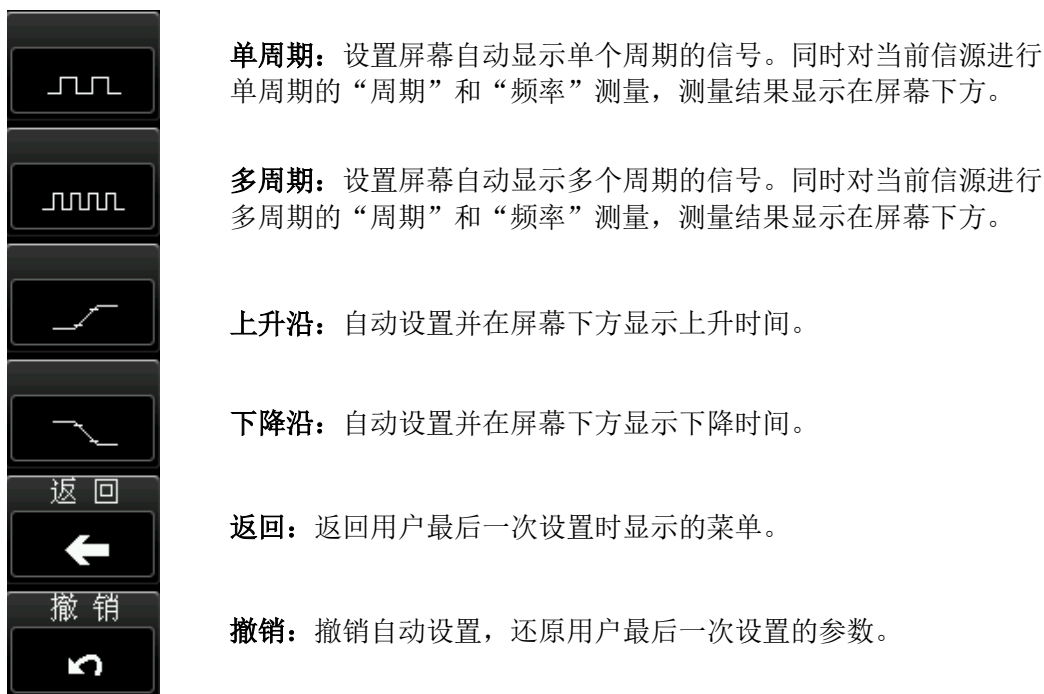 单周期：设置屏幕自动显示单个周期的信号。同时对当前信源进行
单周期的“周期”和“频率”测量，测量结果显示在屏幕下方。
多周期：设置屏幕自动显示多个周期的信号。同时对当前信源进行
多周期的“周期”和“频率”测量，测量结果显示在屏幕下方。
上升沿：自动设置并在屏幕下方显示上升时间。
下降沿：自动设置并在屏幕下方显示下降时间。
返 回
返回：返回用户最后一次设置时显示的菜单。
撤 销
撤销：撤销自动设置，还原用户最后一次设置的参数。